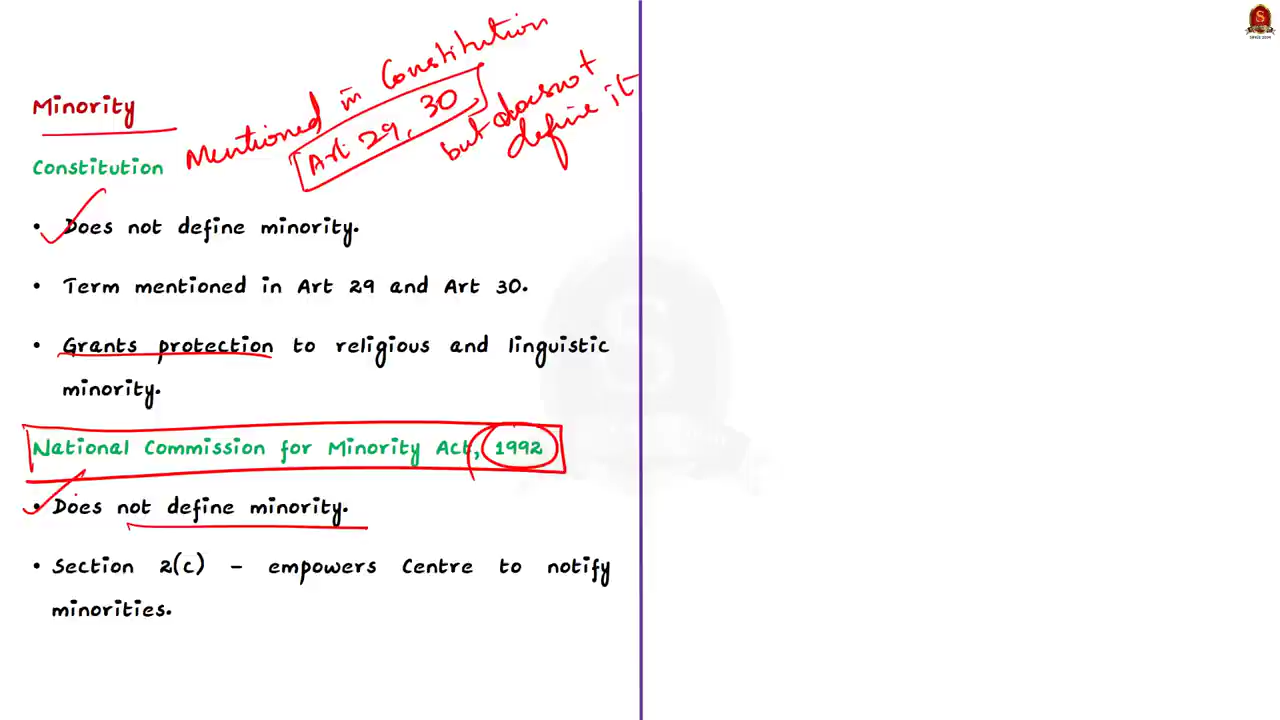 Mentioned in Constitution
Art 29, 30
but doesnot
define it
Minority
Constitution
• Does not define minority.
• Term mentioned in Art 29 and Art 30.
• Grants protection to religious and linguistic
minority.
National Commission for Minority Act, 1992
• Does not define minority.
• Section 2(c) - empowers Centre to notify
minorities.
S